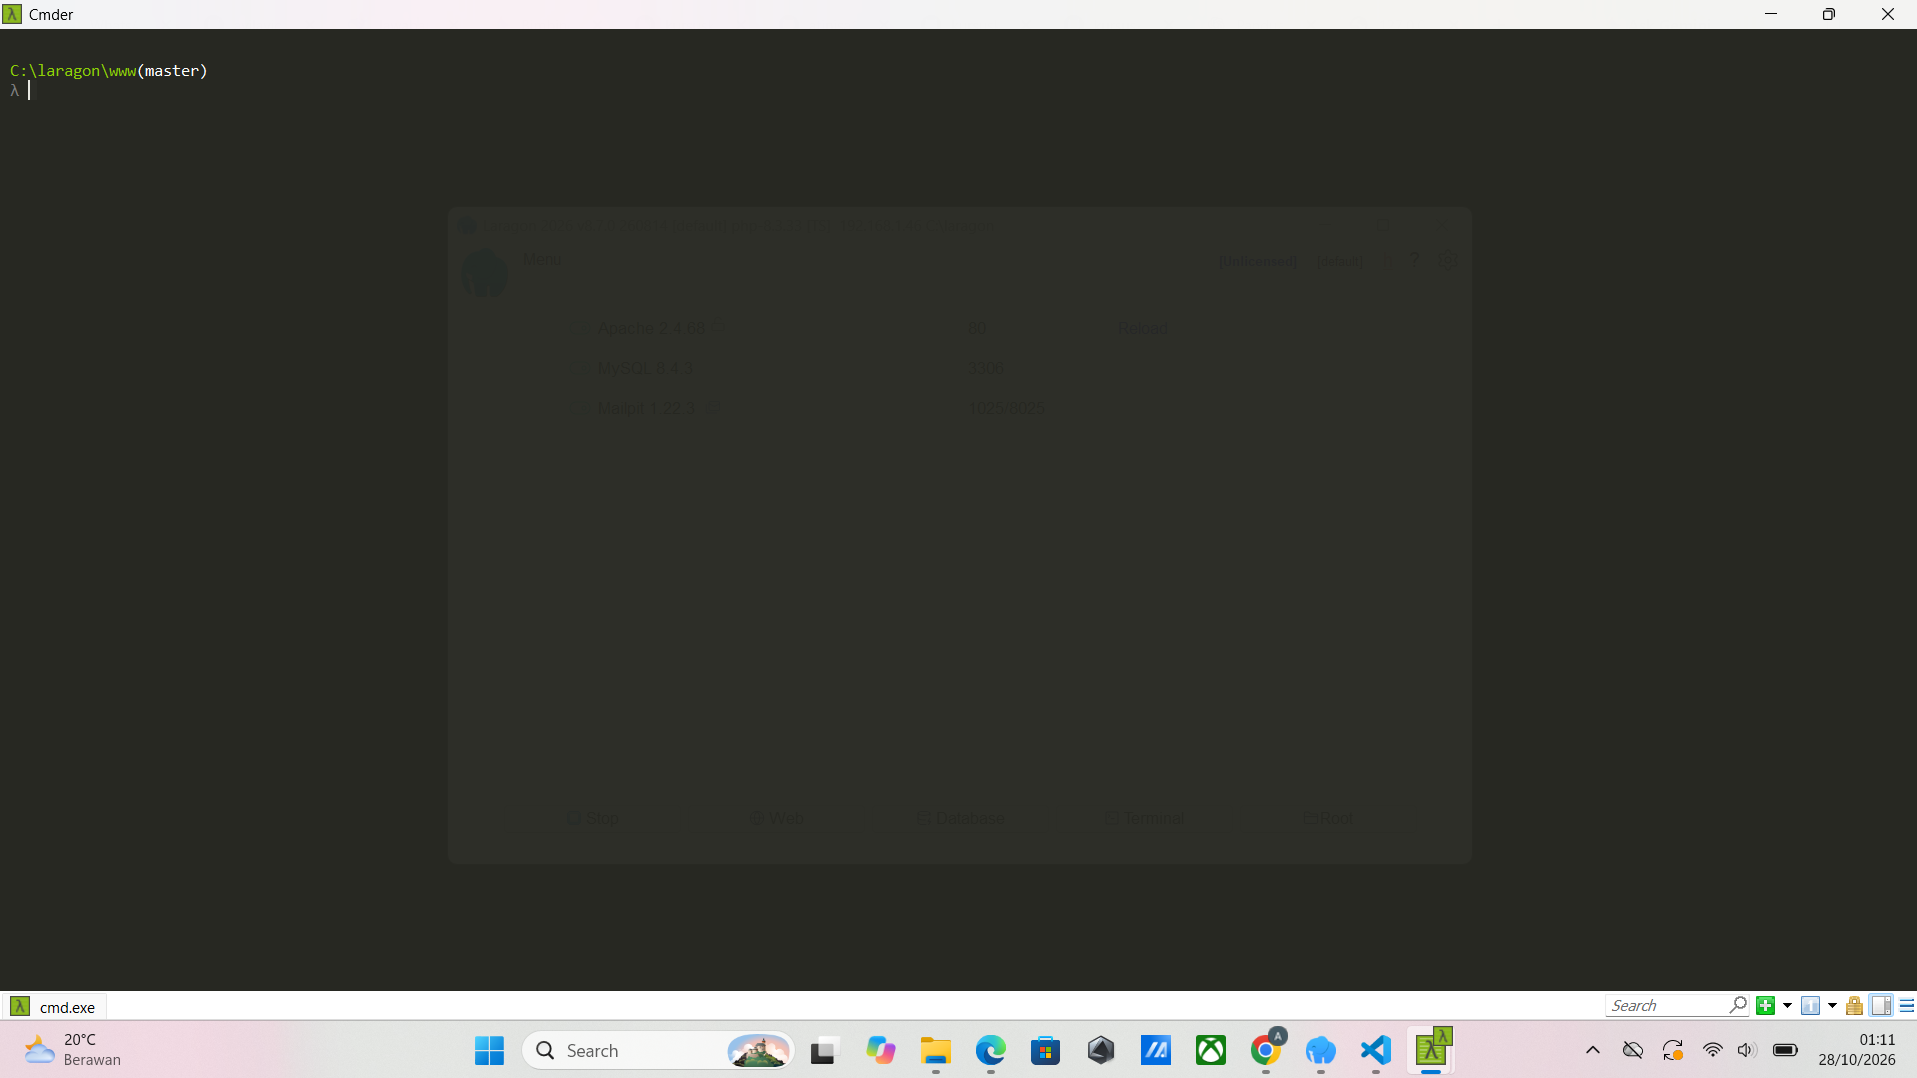 Cmder
C:\laragon\www(master)
λ
Menu
[Unlicensed] [default] ?
Apache 2.4.68 80 Reload
MySQL 8.4.3 3306
Mailpit 1.22.3 1025/8025
Stop Web Database Terminal Root
cmd.exe
Search
20°C
Berawan
Search
A
01:11
28/10/2026